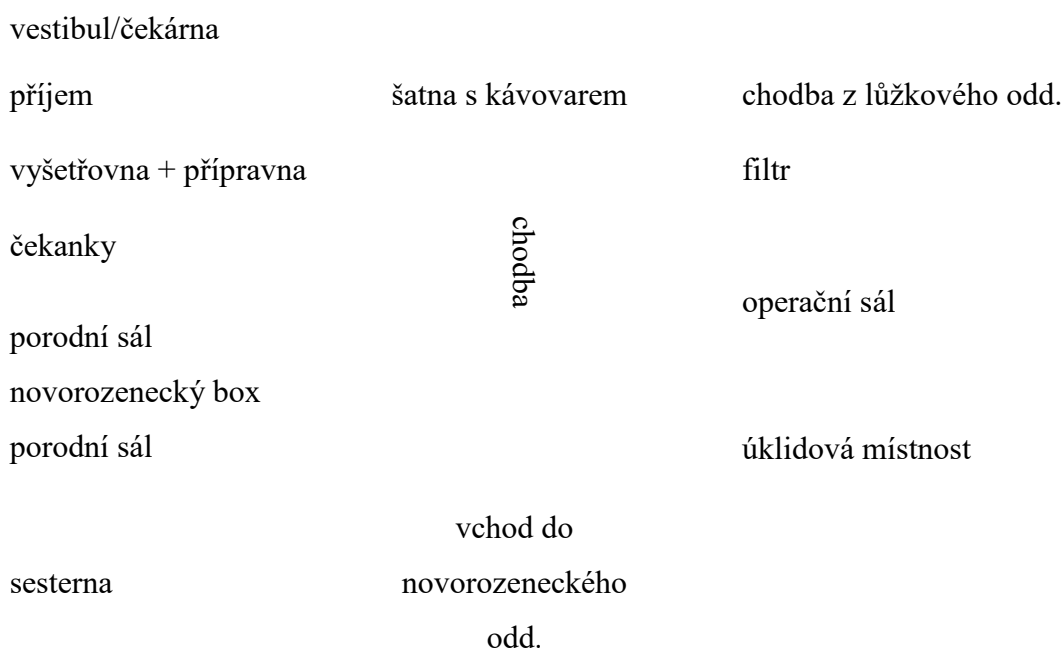 vestibul/čekárna
příjem
šatna s kávovarem
chodba z lůžkového odd.
vyšetřovna + přípravna
filtr
čekanky
chodba
operační sál
porodní sál
novorozenecký box
porodní sál
úklidová místnost
vchod do
sesterna
novorozeneckého
odd.